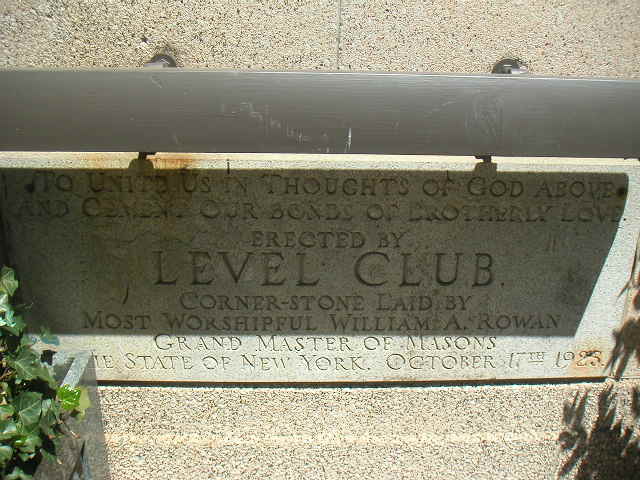 TO UNITE US IN THOUGHTS OF GOD ABOVE
AND CEMENT OUR BONDS OF BROTHERLY LOVE.
ERECTED BY
LEVEL CLUB.
CORNER-STONE LAID BY
MOST WORSHIPFUL WILLIAM A. ROWAN
GRAND MASTER OF MASONS
STATE OF NEW YORK. OCTOBER 17TH